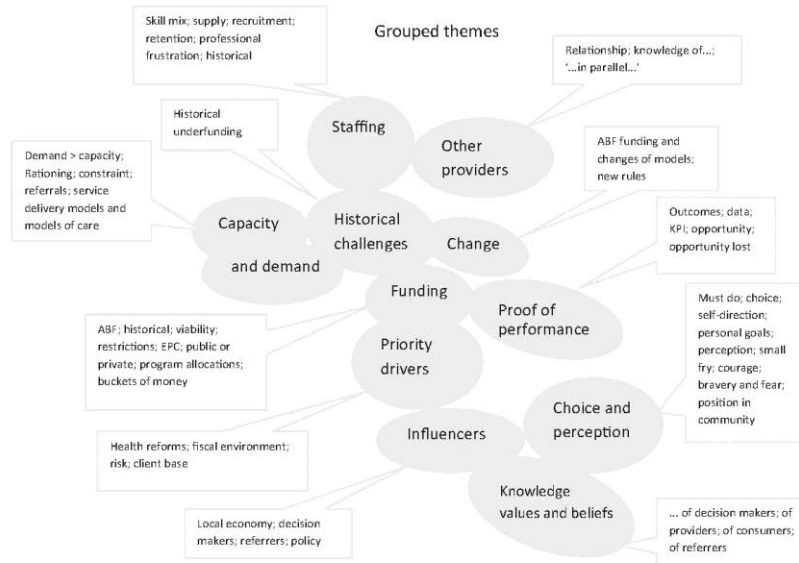 Grouped themes
Skill mix; supply; recruitment;
retention; professional
frustration; historical
Relationship; knowledge of...;
‘...in parallel...’
Historical
underfunding
Staffing
Other
providers
ABF funding and
changes of models;
new rules
Demand > capacity;
Rationing; constraint;
referrals; service
delivery models and
models of care
Capacity
and demand
Historical
challenges
Change
Outcomes; data;
KPI; opportunity;
opportunity lost
Funding
Proof of
performance
ABF; historical; viability;
restrictions; EPC; public or
private; program allocations;
buckets of money
Priority
drivers
Must do; choice;
self-direction;
personal goals;
perception; small
fry; courage;
bravery and fear;
position in
community
Choice and
perception
Influencers
Health reforms; fiscal environment;
risk; client base
Knowledge
values and beliefs
Local economy; decision
makers; referrers; policy
... of decision makers; of
providers; of consumers;
of referrers